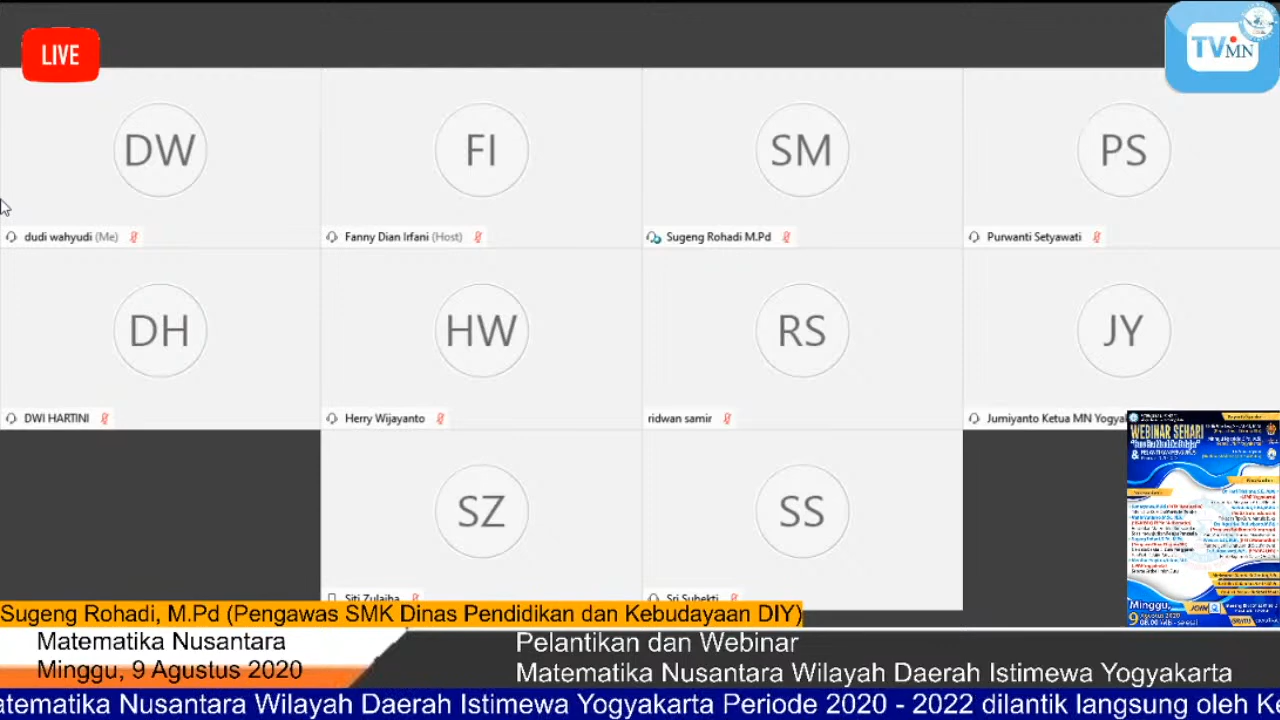 LIVE
TVMN
DW
FI
SM
PS
dudi wahyudi (Me)
Fanny Dian Irfani (Host)
Sugeng Rohadi M.Pd
Purwanti Setyawati
DH
HW
RS
JY
DWI HARTINI
Herry Wijayanto
ridwan samir
Jumiyanto Ketua MN Yogya
SZ
SS
Siti Zulaiha
Sri Subekti
WEBINAR SEHARI
Minggu,
9 Agustus 2020
Sugeng Rohadi, M.Pd (Pengawas SMK Dinas Pendidikan dan Kebudayaan DIY)
Matematika Nusantara
Minggu, 9 Agustus 2020
Pelantikan dan Webinar
Matematika Nusantara Wilayah Daerah Istimewa Yogyakarta
atematika Nusantara Wilayah Daerah Istimewa Yogyakarta Periode 2020 - 2022 dilantik langsung oleh Ke